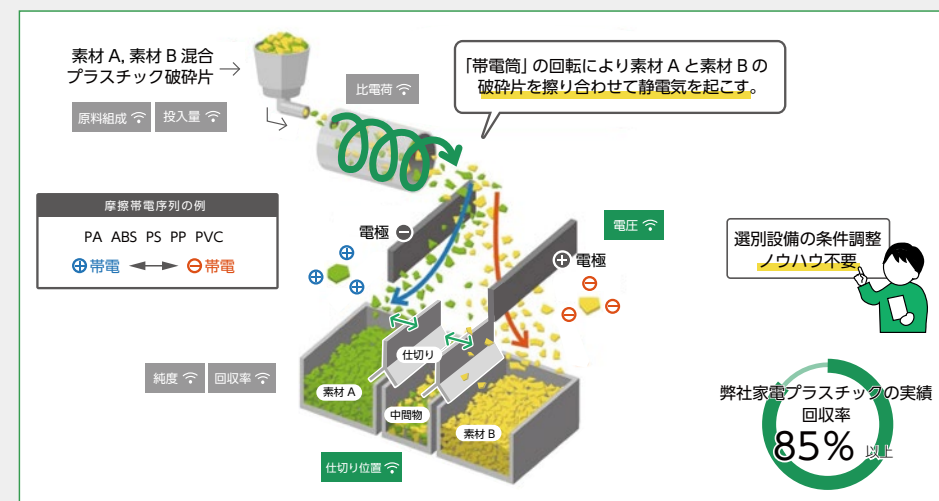 素材 A, 素材 B 混合
プラスチック破砕片
原料組成
投入量
比電荷
「帯電筒」の回転により素材 A と素材 B の
破砕片を擦り合わせて静電気を起こす。
摩擦帯電序列の例
PA ABS PS PP PVC
⊕帯電 ⊖帯電
電極 ⊖
⊕ 電極
電圧
選別設備の条件調整
ノウハウ不要
純度
回収率
仕切り
素材 A
中間物
素材 B
仕切り位置
弊社家電プラスチックの実績
回収率
85% 以上